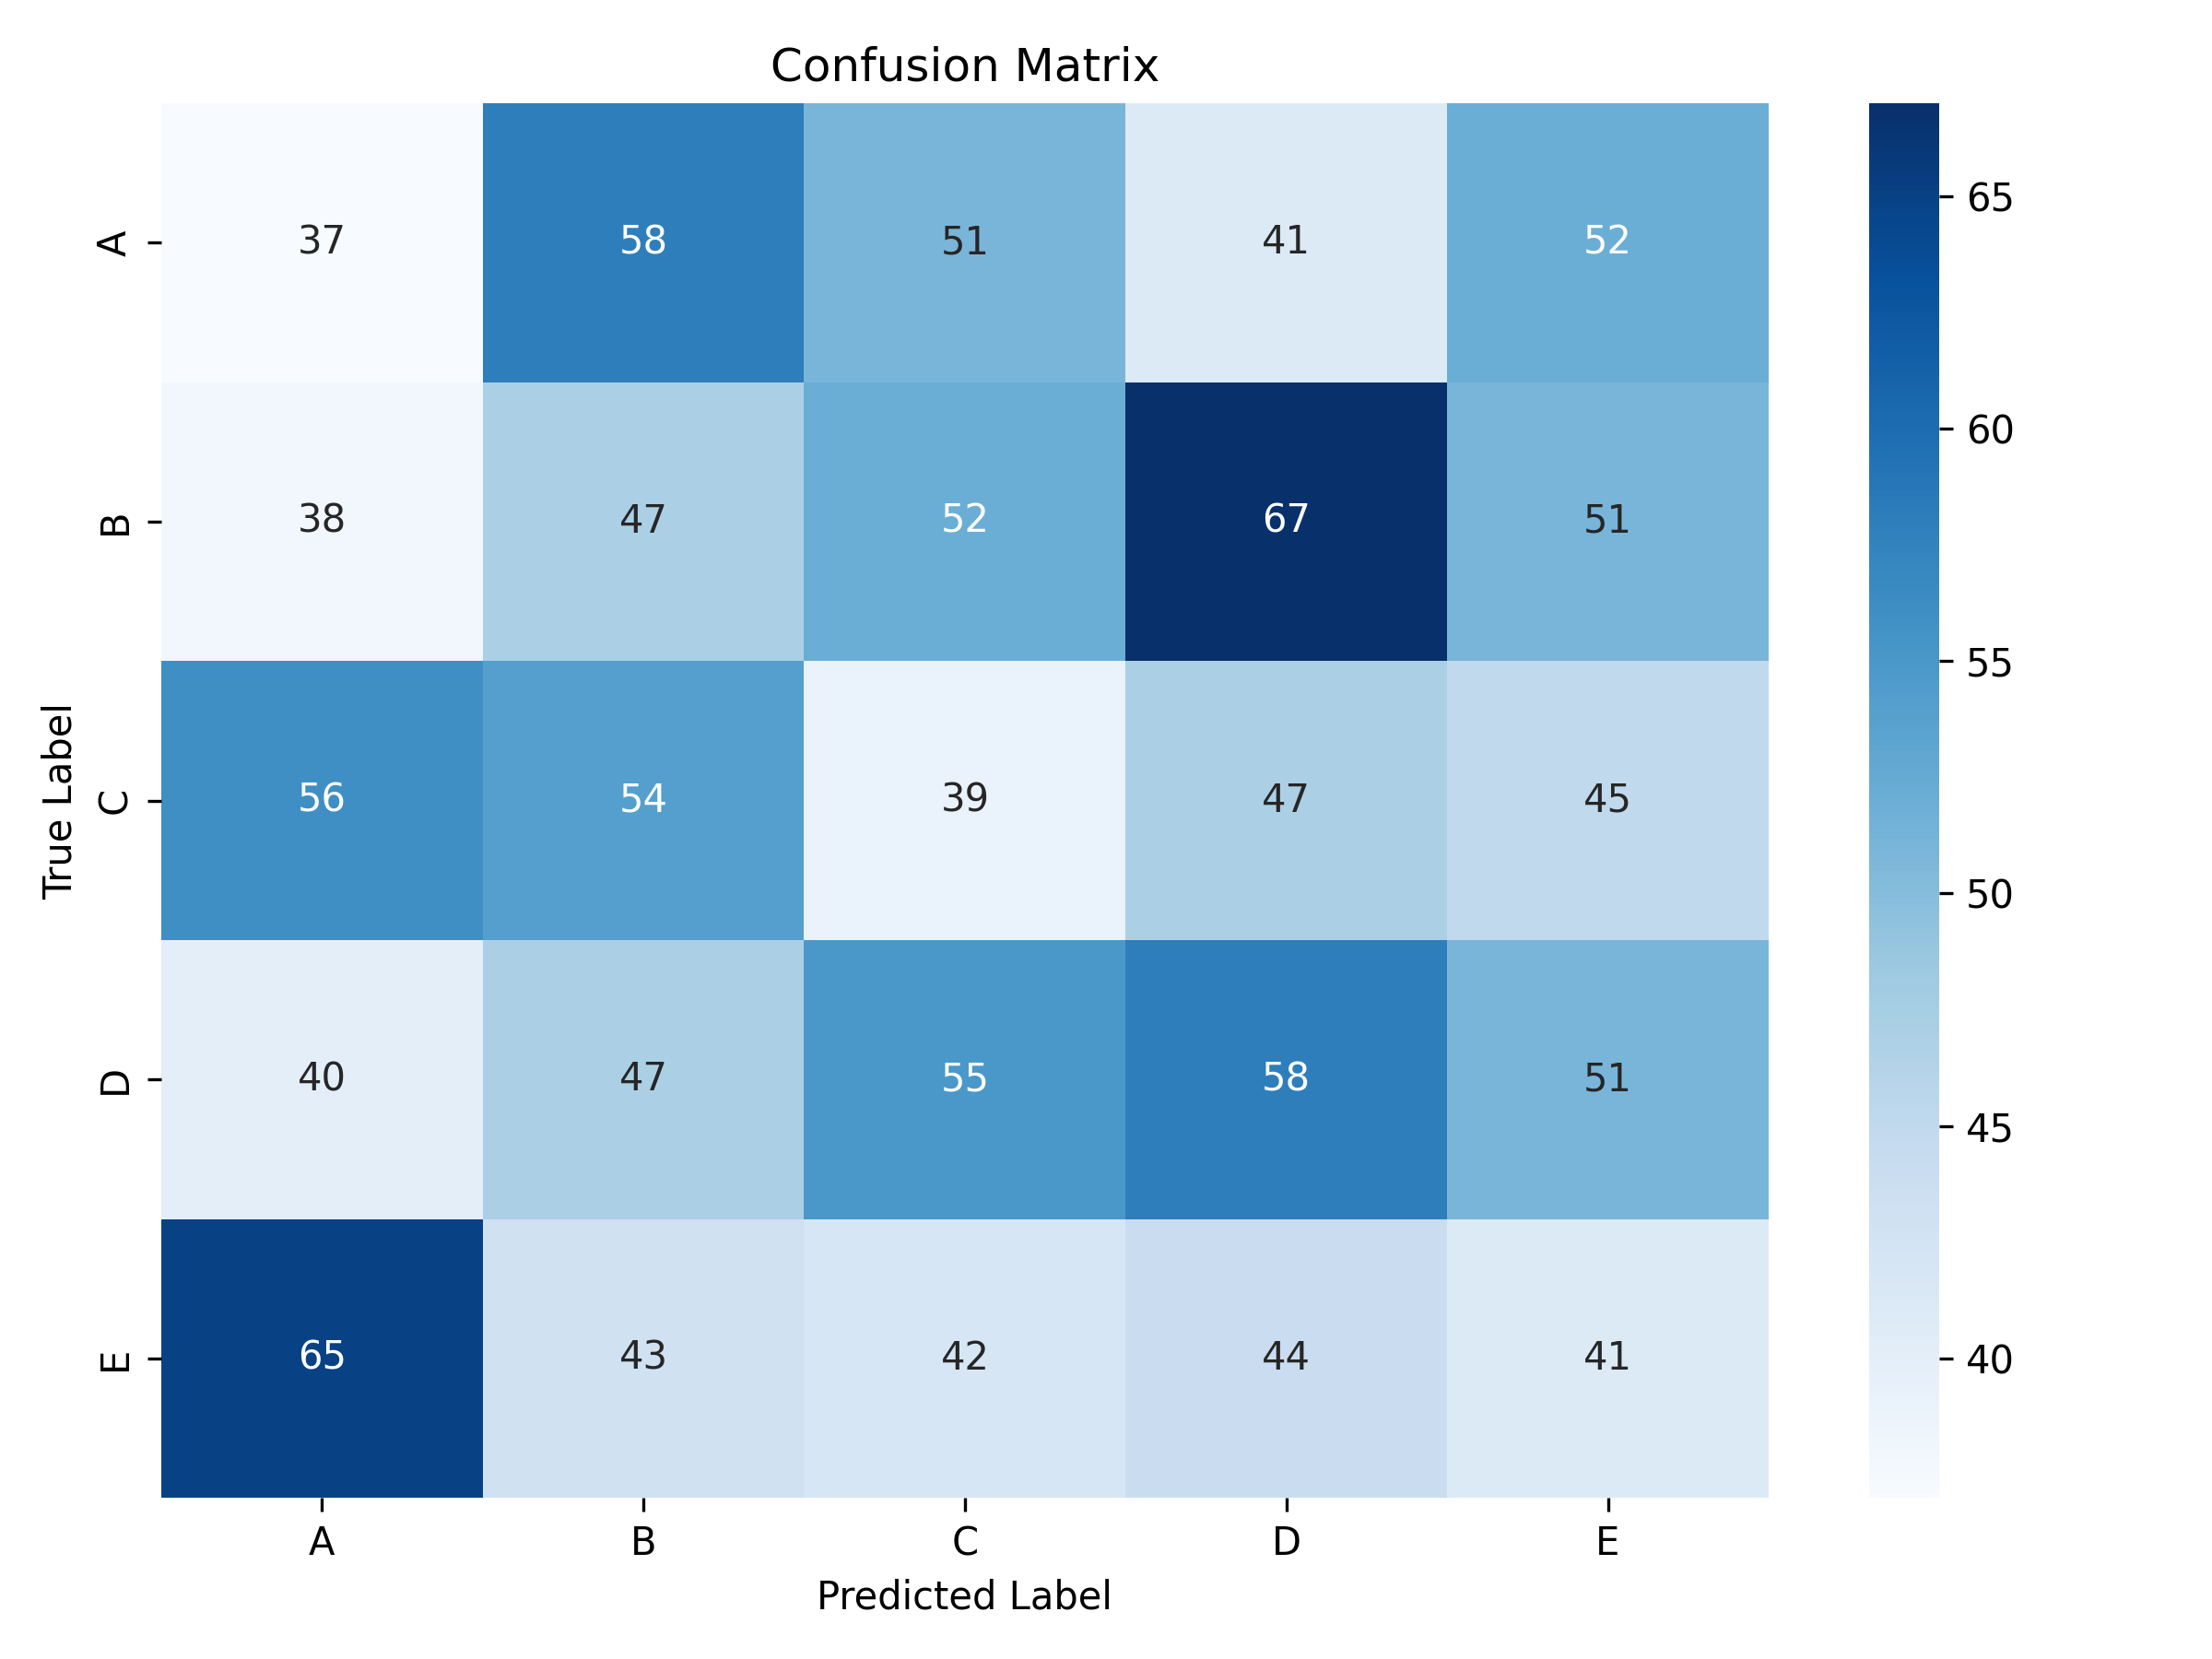 Confusion Matrix
A 37 58 51 41 52
B 38 47 52 67 51
C 56 54 39 47 45
D 40 47 55 58 51
E 65 43 42 44 41
A B C D E
Predicted Label
True Label
65
60
55
50
45
40